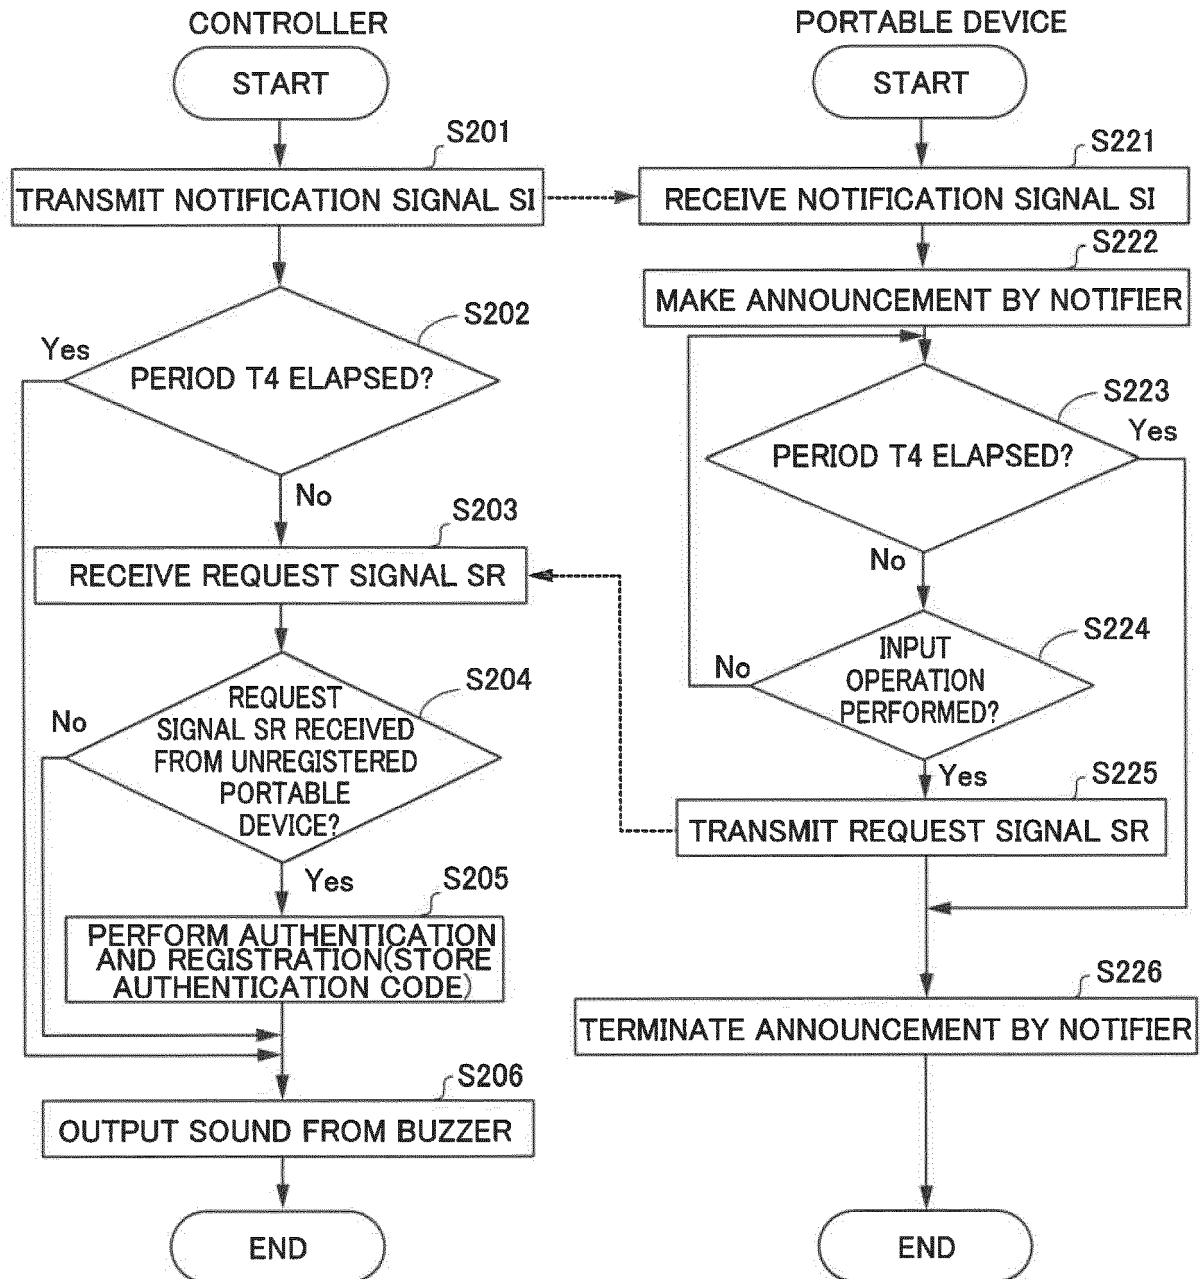 CONTROLLER
START
S201
TRANSMIT NOTIFICATION SIGNAL SI
S202
Yes
PERIOD T4 ELAPSED?
No
S203
RECEIVE REQUEST SIGNAL SR
S204
No
REQUEST
SIGNAL SR RECEIVED
FROM UNREGISTERED
PORTABLE
DEVICE?
Yes
S205
PERFORM AUTHENTICATION
AND REGISTRATION(STORE
AUTHENTICATION CODE)
S206
OUTPUT SOUND FROM BUZZER
END
PORTABLE DEVICE
START
S221
RECEIVE NOTIFICATION SIGNAL SI
S222
MAKE ANNOUNCEMENT BY NOTIFIER
S223
Yes
PERIOD T4 ELAPSED?
No
S224
No
INPUT
OPERATION
PERFORMED?
Yes
S225
TRANSMIT REQUEST SIGNAL SR
S226
TERMINATE ANNOUNCEMENT BY NOTIFIER
END